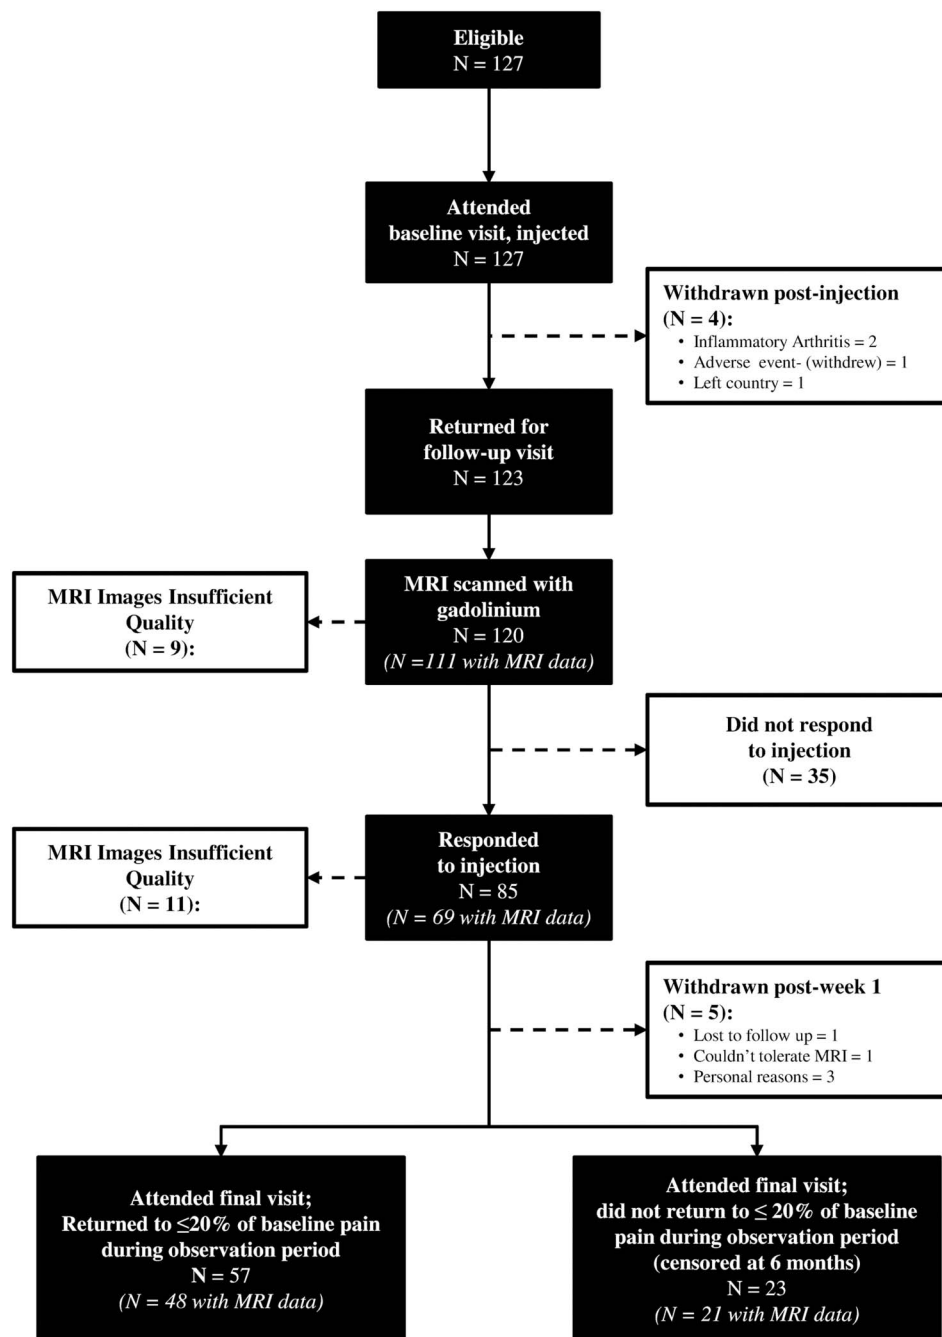 Eligible
N = 127
Attended
baseline visit, injected
N = 127
Withdrawn post-injection
(N = 4):
• Inflammatory Arthritis = 2
• Adverse event- (withdrew) = 1
• Left country = 1
Returned for
follow-up visit
N = 123
MRI scanned with
gadolinium
N = 120
(N =111 with MRI data)
MRI Images Insufficient
Quality
(N = 9):
Did not respond
to injection
(N = 35)
Responded
to injection
N = 85
(N = 69 with MRI data)
MRI Images Insufficient
Quality
(N = 11):
Withdrawn post-week 1
(N = 5):
• Lost to follow up = 1
• Couldn't tolerate MRI = 1
• Personal reasons = 3
Attended final visit;
Returned to ≤20% of baseline pain
during observation period
N = 57
(N = 48 with MRI data)
Attended final visit;
did not return to ≤ 20% of baseline
pain during observation period
(censored at 6 months)
N = 23
(N = 21 with MRI data)